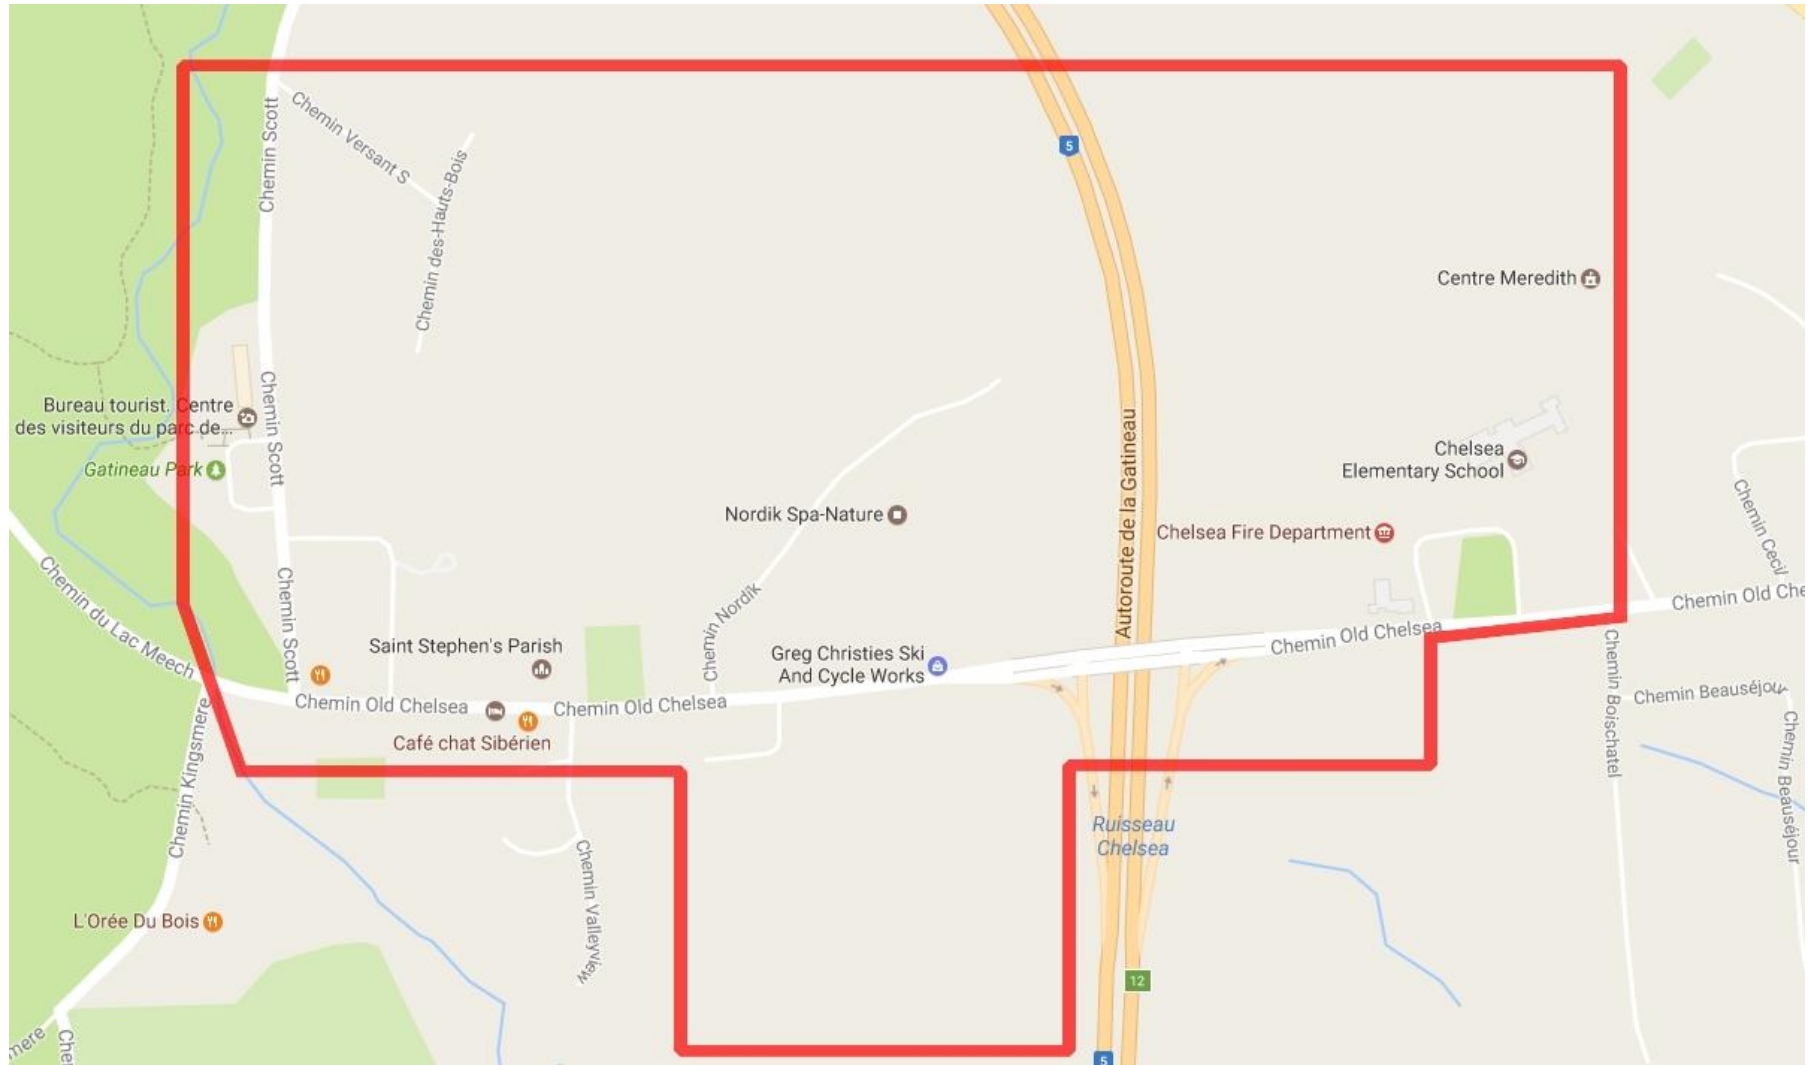 Chemin Scott
Chemin Versant S
Chemin des-Hauts-Bois
5
Centre Meredith
Chemin Scott
Bureau tourist. Centre
des visiteurs du parc de...
Gatineau Park
Autoroute de la Gatineau
Chelsea
Elementary School
Nordik Spa-Nature
Chelsea Fire Department
Chemin Cecil
Chemin du Lac Meech
Chemin Scott
Chemin Nordik
Chemin Old Che
Saint Stephen's Parish
Greg Christies Ski
And Cycle Works
Chemin Old Chelsea
Chemin Boischatel
Chemin Old Chelsea
Chemin Old Chelsea
Chemin Beauséjour
Café chat Sibérien
Chemin Kingsmere
Chemin Beauséjour
Ruisseau
Chelsea
Chemin Valleyview
L'Orée Du Bois
12
mere
Che
5